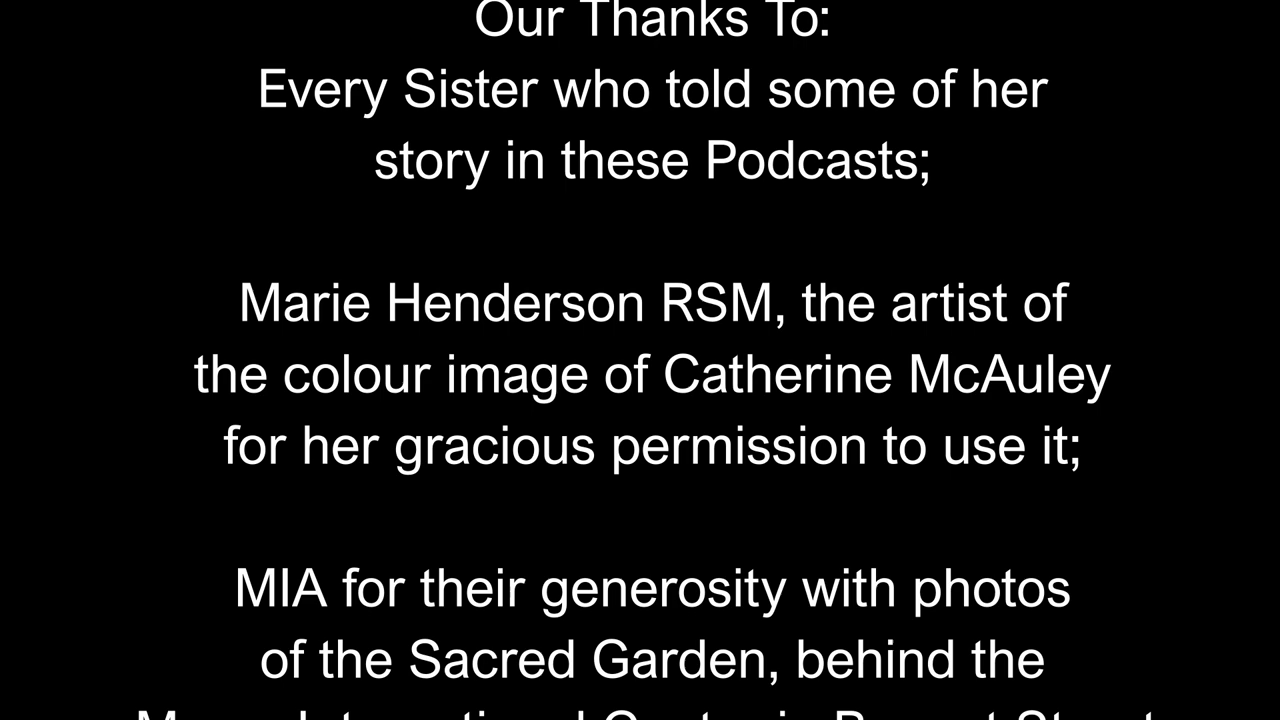 Our Thanks To:
Every Sister who told some of her
story in these Podcasts;
Marie Henderson RSM, the artist of
the colour image of Catherine McAuley
for her gracious permission to use it;
MIA for their generosity with photos
of the Sacred Garden, behind the